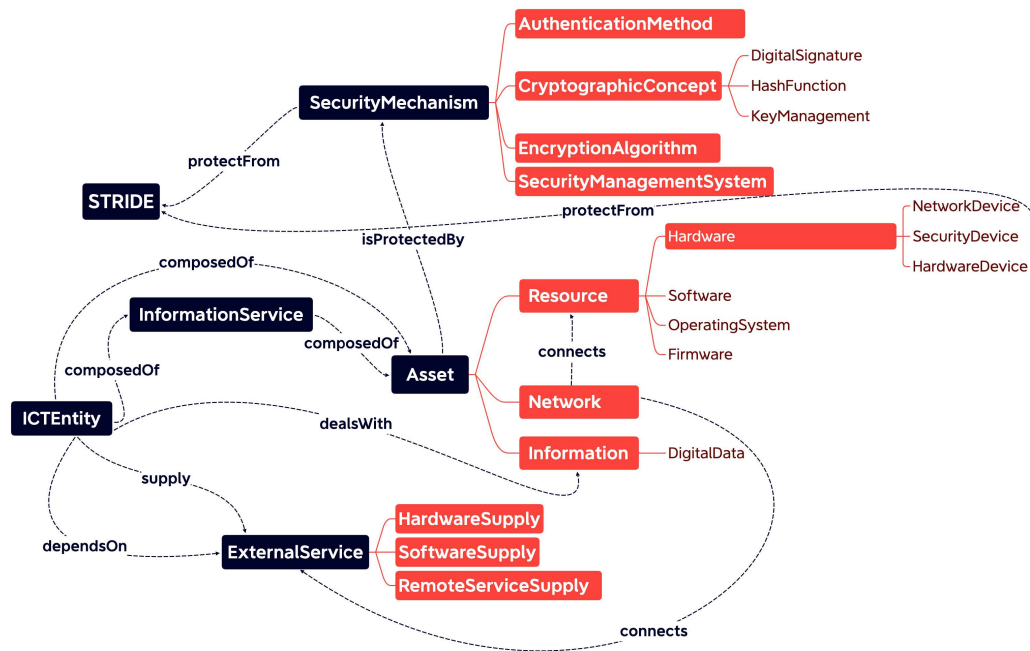 AuthenticationMethod
DigitalSignature
CryptographicConcept
HashFunction
SecurityMechanism
KeyManagement
EncryptionAlgorithm
protectFrom
SecurityManagementSystem
STRIDE
protectFrom
NetworkDevice
isProtectedBy
Hardware
SecurityDevice
composedOf
HardwareDevice
Resource
Software
InformationService
OperatingSystem
composedOf
connects
Firmware
composedOf
Asset
Network
ICTEntity
dealsWith
Information
DigitalData
supply
HardwareSupply
dependsOn
ExternalService
SoftwareSupply
RemoteServiceSupply
connects